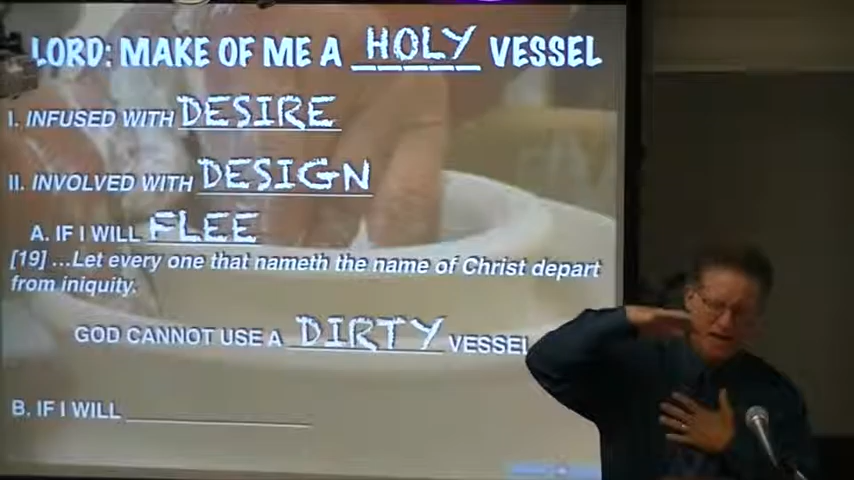 LORD: MAKE OF ME A HOLY VESSEL
I. INFUSED WITH DESIRE
II. INVOLVED WITH DESIGN
A. IF I WILL FLEE
[19] ...Let every one that nameth the name of Christ depart
from iniquity.
GOD CANNOT USE A DIRTY VESSEL
B. IF I WILL